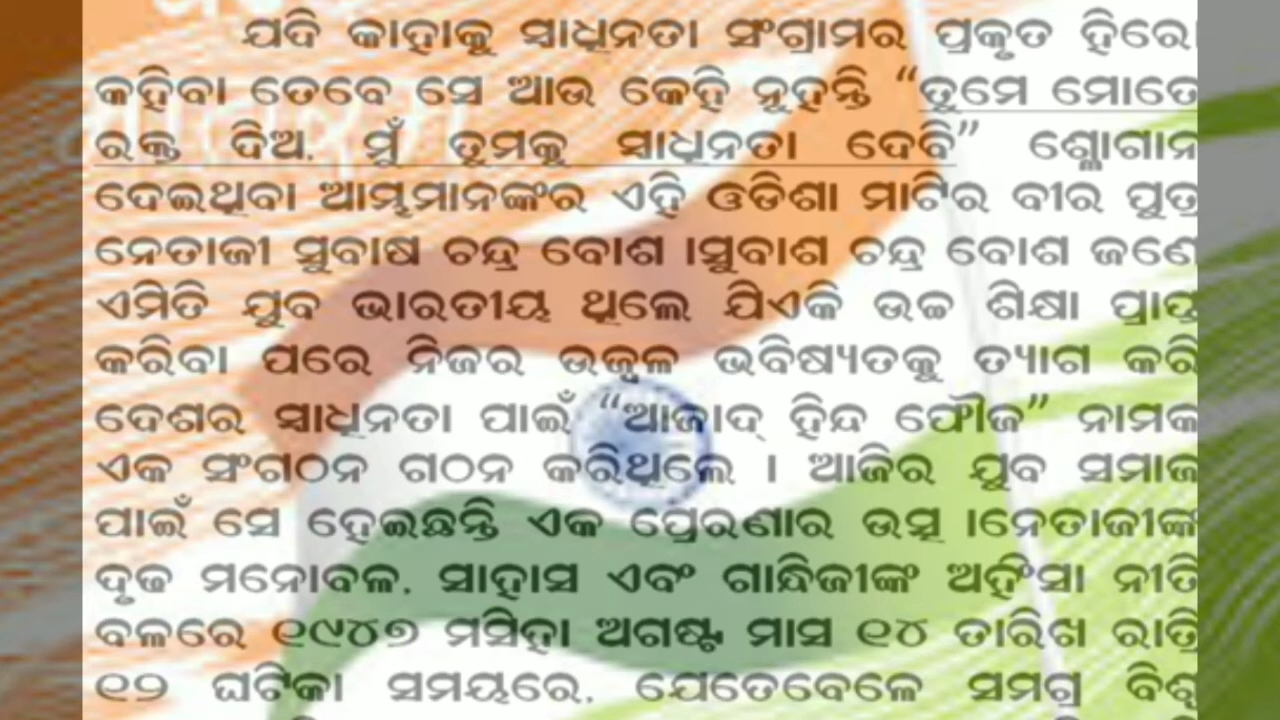 ଯଦି କାହାକୁ ସ୍ୱାଧିନତା ସଂଗ୍ରାମର ପ୍ରକୃତ ହିରୋ
କହିବା ତେବେ ସେ ଆଉ କେହି ନୁହନ୍ତି “ତୁମେ ମୋତେ
ରକ୍ତ ଦିଅ, ମୁଁ ତୁମକୁ ସ୍ୱାଧିନତା ଦେବି” ଶ୍ଲୋଗାନ
ଦେଇଥିବା ଆମ୍ଭମାନଙ୍କର ଏହି ଓଡିଶା ମାଟିର ବୀର ପୁତ୍ର
ନେତାଜୀ ସୁବାଷ ଚନ୍ଦ୍ର ବୋଶ ।ସୁବାଶ ଚନ୍ଦ୍ର ବୋଶ ଜଣେ
ଏମିତି ଯୁବ ଭାରତୀୟ ଥିଲେ ଯିଏକି ଉଚ୍ଚ ଶିକ୍ଷା ପ୍ରାପ୍ତ
କରିବା ପରେ ନିଜର ଉଜ୍ୱଳ ଭବିଷ୍ୟତକୁ ତ୍ୟାଗ କରି
ଦେଶର ସ୍ୱାଧିନତା ପାଇଁ “ଆଜାଦ୍ ହିନ୍ଦ ଫୌଜ” ନାମକ
ଏକ ସଂଗଠନ ଗଠନ କରିଥିଲେ । ଆଜିର ଯୁବ ସମାଜ
ପାଇଁ ସେ ହେଇଛନ୍ତି ଏକ ପ୍ରେରଣାର ଉତ୍ସ ।ନେତାଜୀଙ୍କ
ଦୃଢ ମନୋବଳ, ସାହାସ ଏବଂ ଗାନ୍ଧିଜୀଙ୍କ ଅହିଂସା ନୀତି
ବଳରେ ୧୯୪୭ ମସିହା ଅଗଷ୍ଟ ମାସ ୧୪ ତାରିଖ ରାତ୍ରି
୧୨ ଘଟିକା ସମୟରେ, ଯେତେବେଳେ ସମଗ୍ର ବିଶ୍ୱ